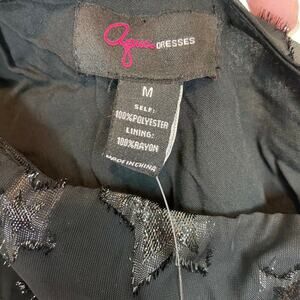 DRESSES
M
SELF:
100%POLYESTER
LINING:
100%RAYON
MADE IN CHINA